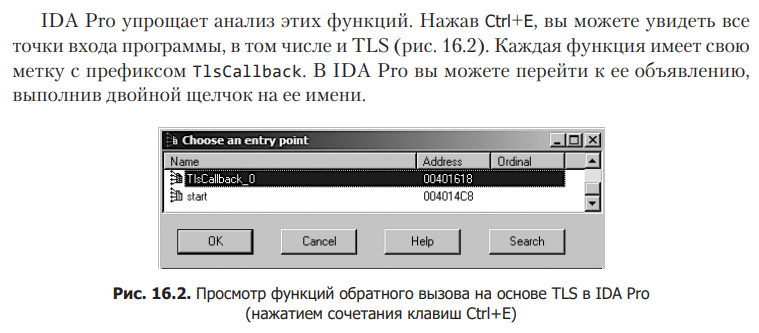 IDA Pro упрощает анализ этих функций. Нажав Ctrl+E, вы можете увидеть все
точки входа программы, в том числе и TLS (рис. 16.2). Каждая функция имеет свою
метку с префиксом TlsCallback. В IDA Pro вы можете перейти к ее объявлению,
выполнив двойной щелчок на ее имени.
Choose an entry point
Name Address Ordinal
TlsCallback_0 00401618
start 004014C8
OK Cancel Help Search
Рис. 16.2. Просмотр функций обратного вызова на основе TLS в IDA Pro
(нажатием сочетания клавиш Ctrl+E)